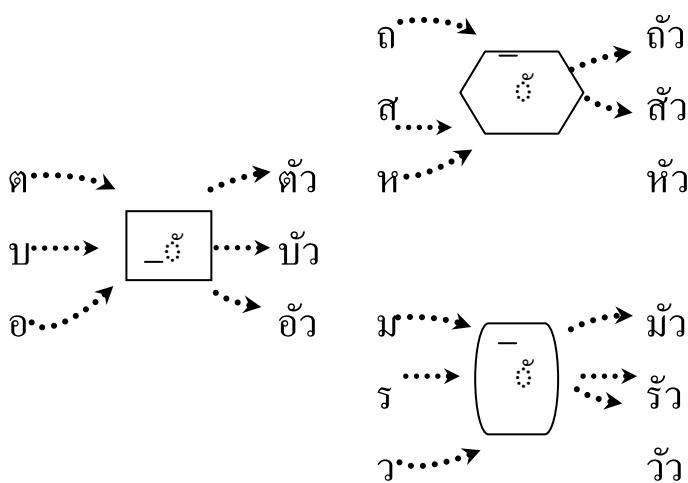 ต
บ
อ
_ ั
ตัว
บัว
อัว
ถ
ส
ห
_
ั
ถัว
สัว
หัว
ม
ร
ว
_
ั
มัว
รัว
วัว